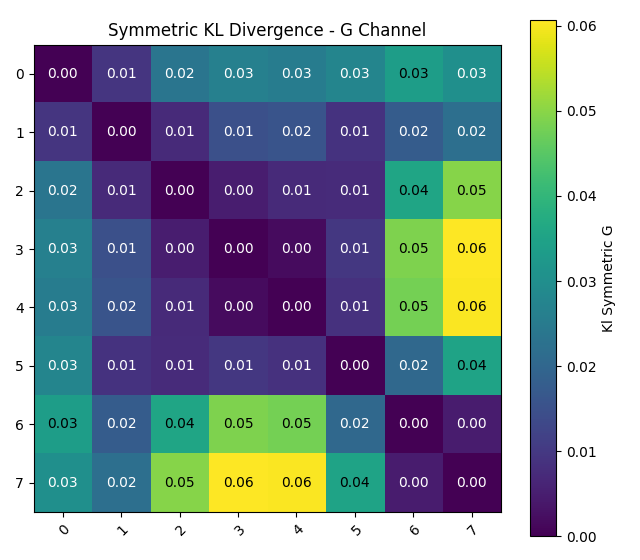 Symmetric KL Divergence - G Channel
0 0.00 0.01 0.02 0.03 0.03 0.03 0.03 0.03
1 0.01 0.00 0.01 0.01 0.02 0.01 0.02 0.02
2 0.02 0.01 0.00 0.00 0.01 0.01 0.04 0.05
3 0.03 0.01 0.00 0.00 0.00 0.01 0.05 0.06
4 0.03 0.02 0.01 0.00 0.00 0.01 0.05 0.06
5 0.03 0.01 0.01 0.01 0.01 0.00 0.02 0.04
6 0.03 0.02 0.04 0.05 0.05 0.02 0.00 0.00
7 0.03 0.02 0.05 0.06 0.06 0.04 0.00 0.00
0 1 2 3 4 5 6 7
0.06
0.05
0.04
0.03
0.02
0.01
0.00
Kl Symmetric G